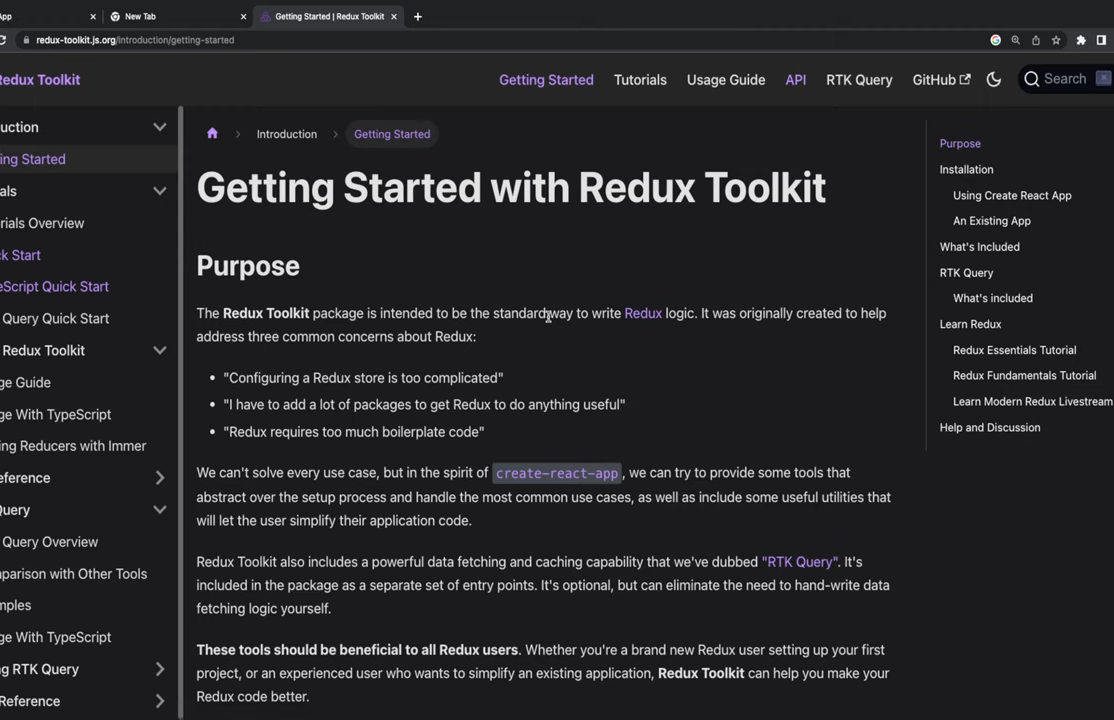 App
New Tab
Getting Started | Redux Toolkit
redux-toolkit.js.org/introduction/getting-started
Redux Toolkit
Getting Started
Tutorials
Usage Guide
API
RTK Query
GitHub
Search
uction
ing Started
als
rials Overview
ck Start
eScript Quick Start
Query Quick Start
Redux Toolkit
ge Guide
ge With TypeScript
ing Reducers with Immer
eference
Query
Query Overview
parison with Other Tools
mples
ge With TypeScript
ng RTK Query
Reference
Introduction
Getting Started
Getting Started with Redux Toolkit
Purpose
The Redux Toolkit package is intended to be the standard way to write Redux logic. It was originally created to help
address three common concerns about Redux:
• "Configuring a Redux store is too complicated"
• "I have to add a lot of packages to get Redux to do anything useful"
• "Redux requires too much boilerplate code"
We can't solve every use case, but in the spirit of create-react-app, we can try to provide some tools that
abstract over the setup process and handle the most common use cases, as well as include some useful utilities that
will let the user simplify their application code.
Redux Toolkit also includes a powerful data fetching and caching capability that we've dubbed "RTK Query". It's
included in the package as a separate set of entry points. It's optional, but can eliminate the need to hand-write data
fetching logic yourself.
These tools should be beneficial to all Redux users. Whether you're a brand new Redux user setting up your first
project, or an experienced user who wants to simplify an existing application, Redux Toolkit can help you make your
Redux code better.
Purpose
Installation
Using Create React App
An Existing App
What's Included
RTK Query
What's included
Learn Redux
Redux Essentials Tutorial
Redux Fundamentals Tutorial
Learn Modern Redux Livestream
Help and Discussion